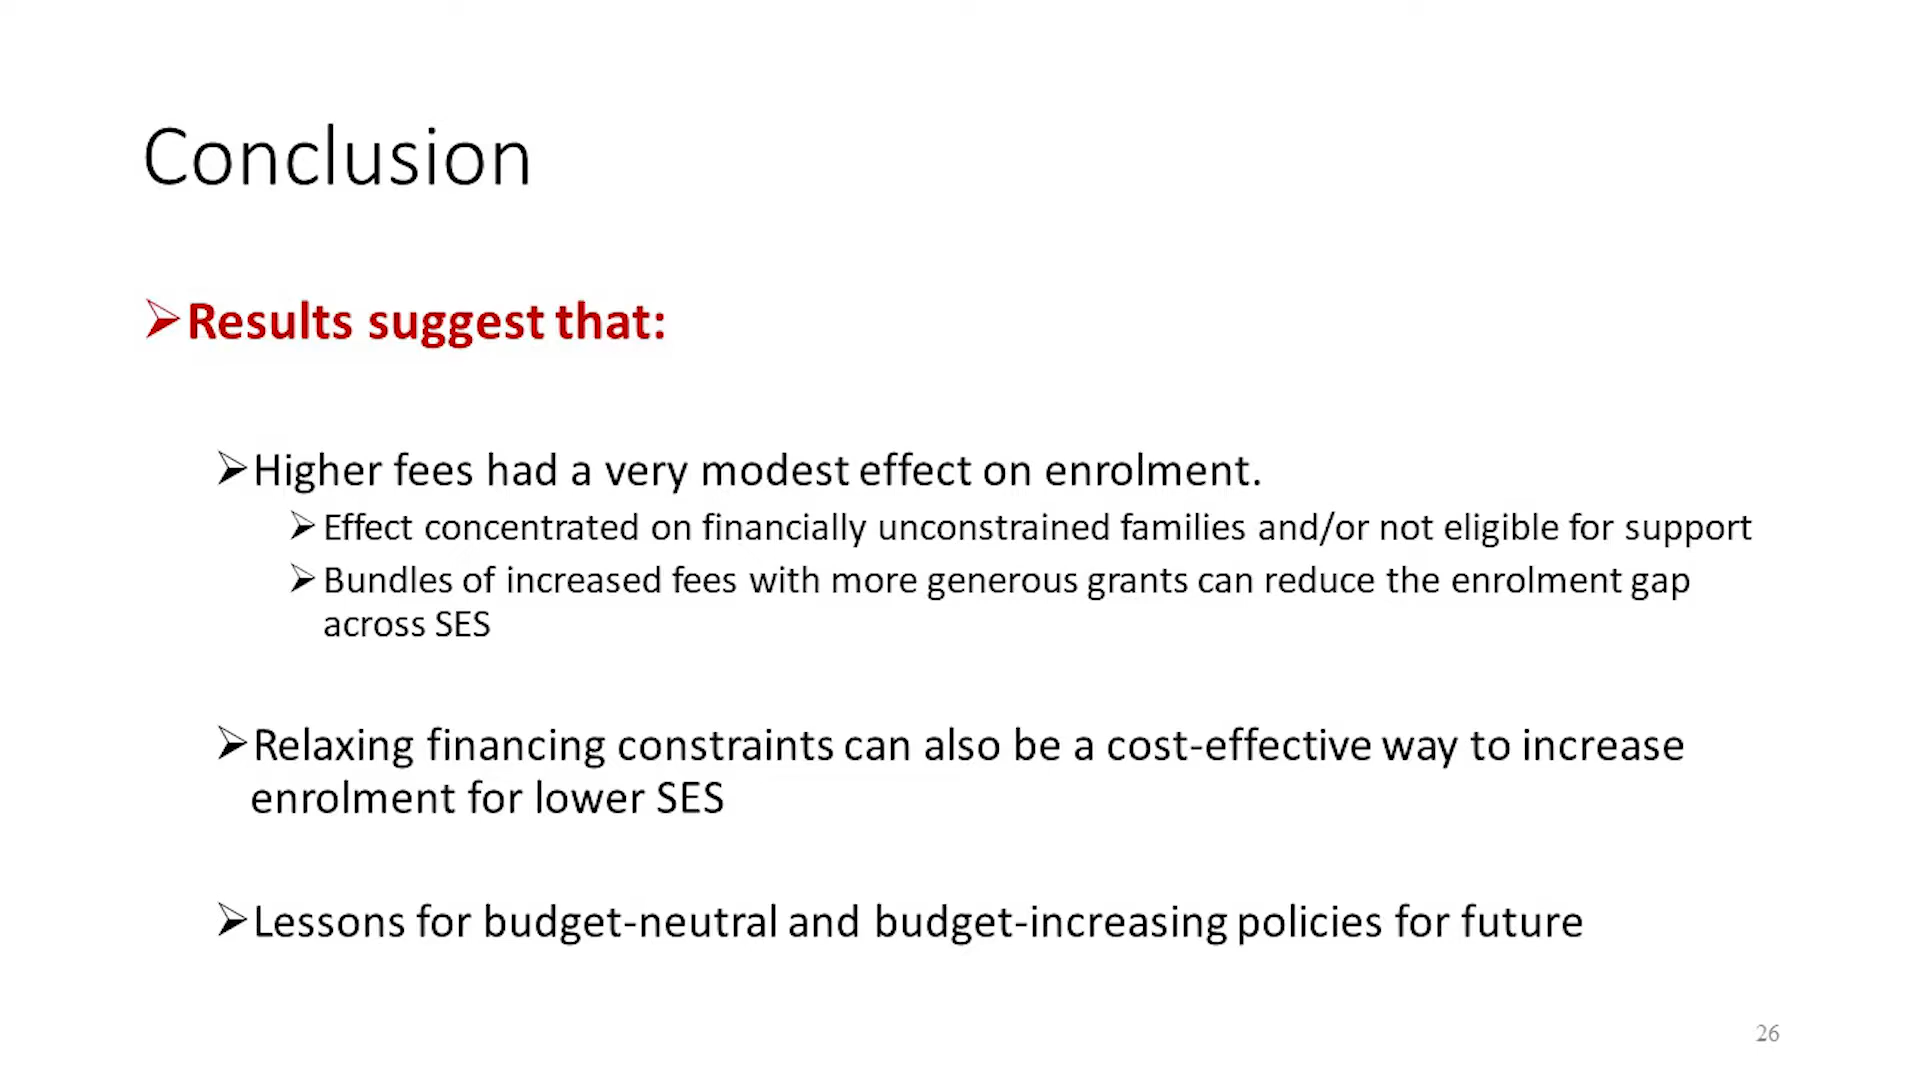 Conclusion
➢Results suggest that:
➢Higher fees had a very modest effect on enrolment.
➢Effect concentrated on financially unconstrained families and/or not eligible for support
➢Bundles of increased fees with more generous grants can reduce the enrolment gap
across SES
➢Relaxing financing constraints can also be a cost-effective way to increase
enrolment for lower SES
➢Lessons for budget-neutral and budget-increasing policies for future
26